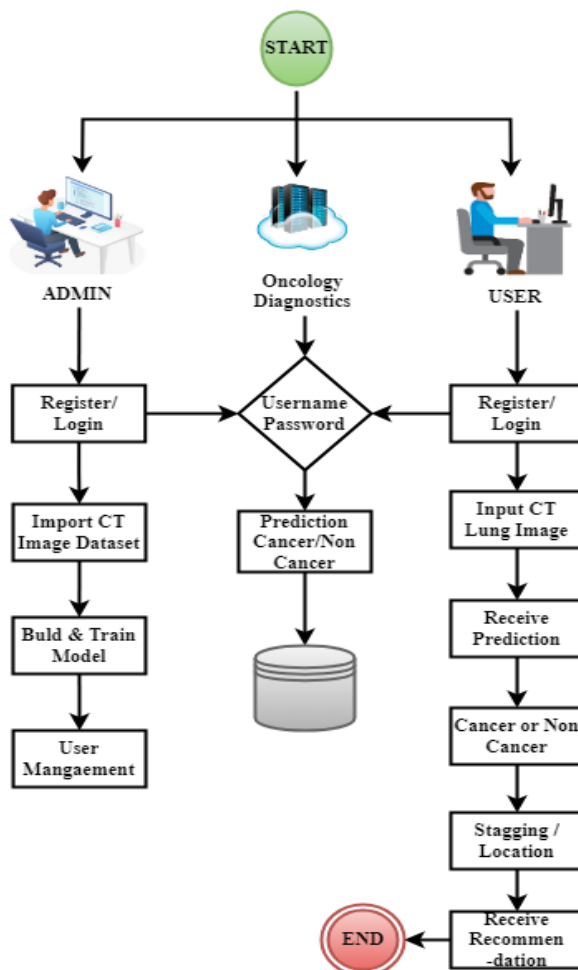 START
ADMIN
Oncology
Diagnostics
USER
Register/
Login
Username
Password
Register/
Login
Import CT
Image Dataset
Prediction
Cancer/Non
Cancer
Input CT
Lung Image
Buld & Train
Model
Receive
Prediction
User
Mangaement
Cancer or Non
Cancer
Stagging /
Location
END
Receive
Recommen
-dation